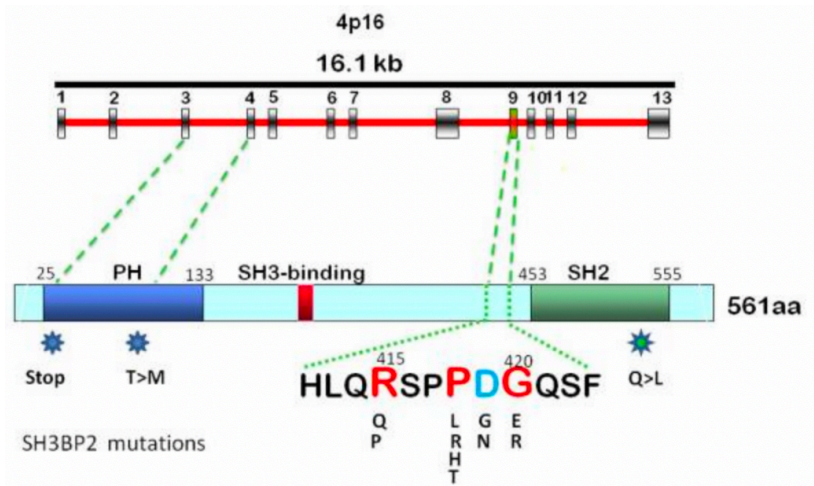 4p16
16.1 kb
1 2 3 4 5 6 7 8 9 10 11 12 13
25 PH 133 SH3-binding 453 SH2 555
561aa
415 420
Stop T>M HLQRSPPDGQSF Q>L
Q L G E
P R N R
H
T
SH3BP2 mutations